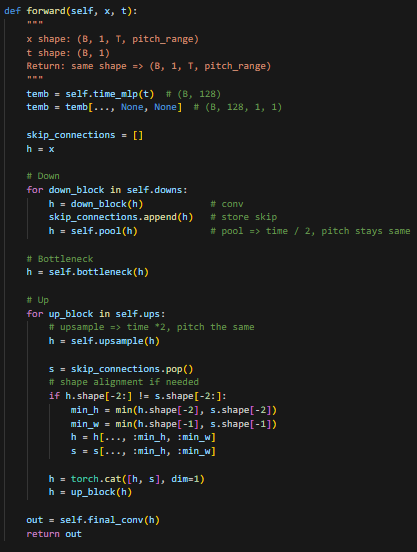 def forward(self, x, t):
    """
    x shape: (B, 1, T, pitch_range)
    t shape: (B, 1)
    Return: same shape => (B, 1, T, pitch_range)
    """
    temb = self.time_mlp(t)  # (B, 128)
    temb = temb[..., None, None]  # (B, 128, 1, 1)

    skip_connections = []
    h = x

    # Down
    for down_block in self.downs:
        h = down_block(h)            # conv
        skip_connections.append(h)   # store skip
        h = self.pool(h)             # pool => time / 2, pitch stays same

    # Bottleneck
    h = self.bottleneck(h)

    # Up
    for up_block in self.ups:
        # upsample => time *2, pitch the same
        h = self.upsample(h)

        s = skip_connections.pop()
        # shape alignment if needed
        if h.shape[-2:] != s.shape[-2:]:
            min_h = min(h.shape[-2], s.shape[-2])
            min_w = min(h.shape[-1], s.shape[-1])
            h = h[..., :min_h, :min_w]
            s = s[..., :min_h, :min_w]

        h = torch.cat([h, s], dim=1)
        h = up_block(h)

    out = self.final_conv(h)
    return out